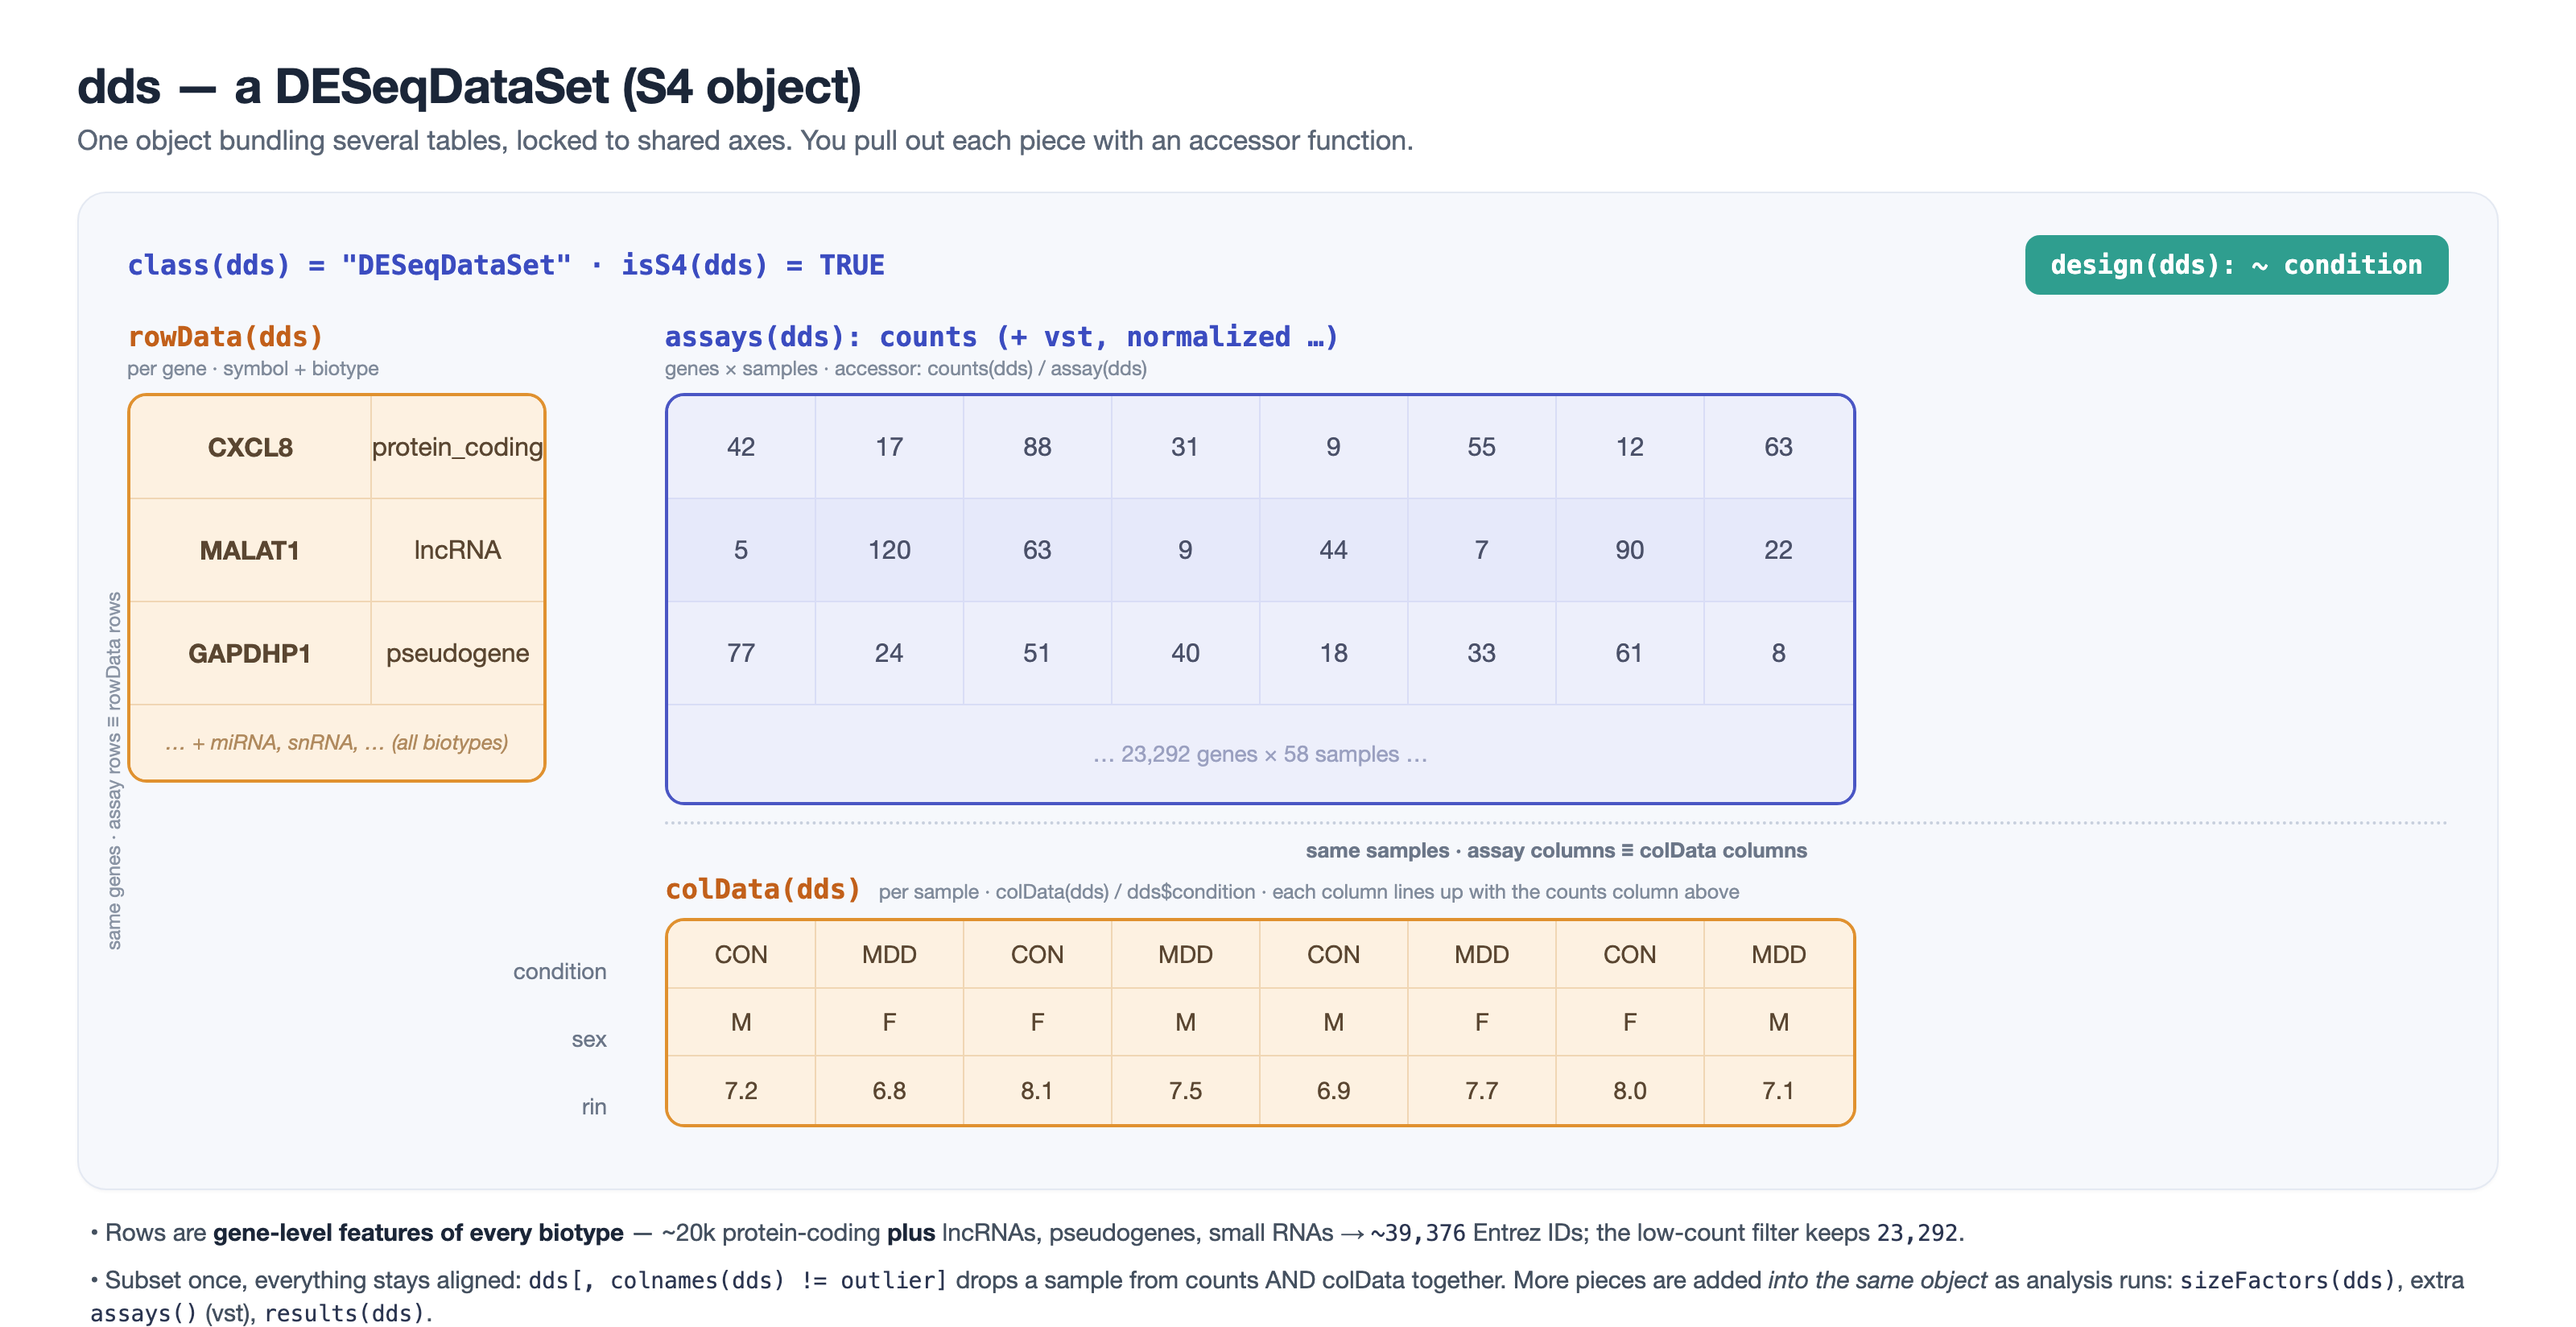 dds — a DESeqDataSet (S4 object)
One object bundling several tables, locked to shared axes. You pull out each piece with an accessor function.
class(dds) = "DESeqDataSet" · isS4(dds) = TRUE
design(dds): ~ condition
rowData(dds)
per gene · symbol + biotype
CXCL8 protein_coding
MALAT1 lncRNA
GAPDHP1 pseudogene
… + miRNA, snRNA, … (all biotypes)
same genes · assay rows ≡ rowData rows
assays(dds): counts (+ vst, normalized …)
genes × samples · accessor: counts(dds) / assay(dds)
42 17 88 31 9 55 12 63
5 120 63 9 44 7 90 22
77 24 51 40 18 33 61 8
… 23,292 genes × 58 samples …
same samples · assay columns ≡ colData columns
colData(dds) per sample · colData(dds) / dds$condition · each column lines up with the counts column above
condition CON MDD CON MDD CON MDD CON MDD
sex M F F M M F F M
rin 7.2 6.8 8.1 7.5 6.9 7.7 8.0 7.1
• Rows are gene-level features of every biotype — ~20k protein-coding plus lncRNAs, pseudogenes, small RNAs → ~39,376 Entrez IDs; the low-count filter keeps 23,292.
• Subset once, everything stays aligned: dds[, colnames(dds) != outlier] drops a sample from counts AND colData together. More pieces are added into the same object as analysis runs: sizeFactors(dds), extra
assays() (vst), results(dds).